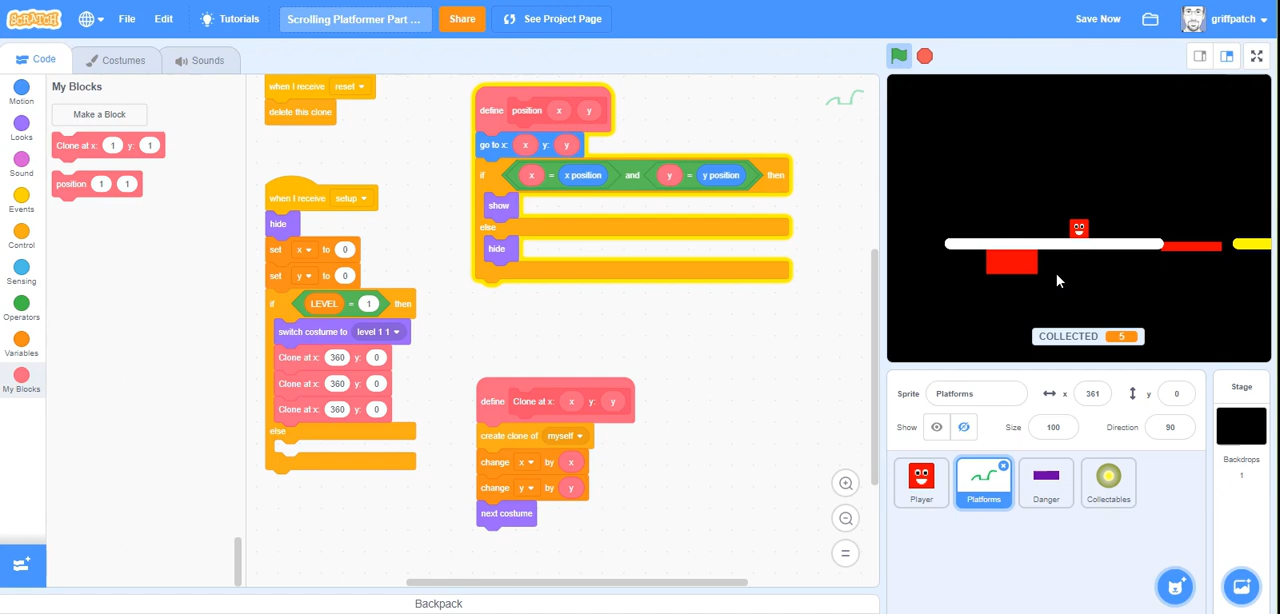 SCRATCH File Edit Tutorials Scrolling Platformer Part ... Share See Project Page Save Now griffpatch
Code Costumes Sounds
Motion
Looks
Sound
Events
Control
Sensing
Operators
Variables
My Blocks
My Blocks
Make a Block
Clone at x: 1 y: 1
position 1 1
when I receive reset
delete this clone
when I receive setup
hide
set x to 0
set y to 0
if LEVEL = 1 then
switch costume to level 1 1
Clone at x: 360 y: 0
Clone at x: 360 y: 0
Clone at x: 360 y: 0
else
define position x y
go to x: x y: y
if x = x position and y = y position then
show
else
hide
define Clone at x: x y: y
create clone of myself
change x by x
change y by y
next costume
COLLECTED 5
Sprite Platforms x 361 y 0
Show Size 100 Direction 90
Player
Platforms
Danger
Collectables
Stage
Backdrops
1
Backpack